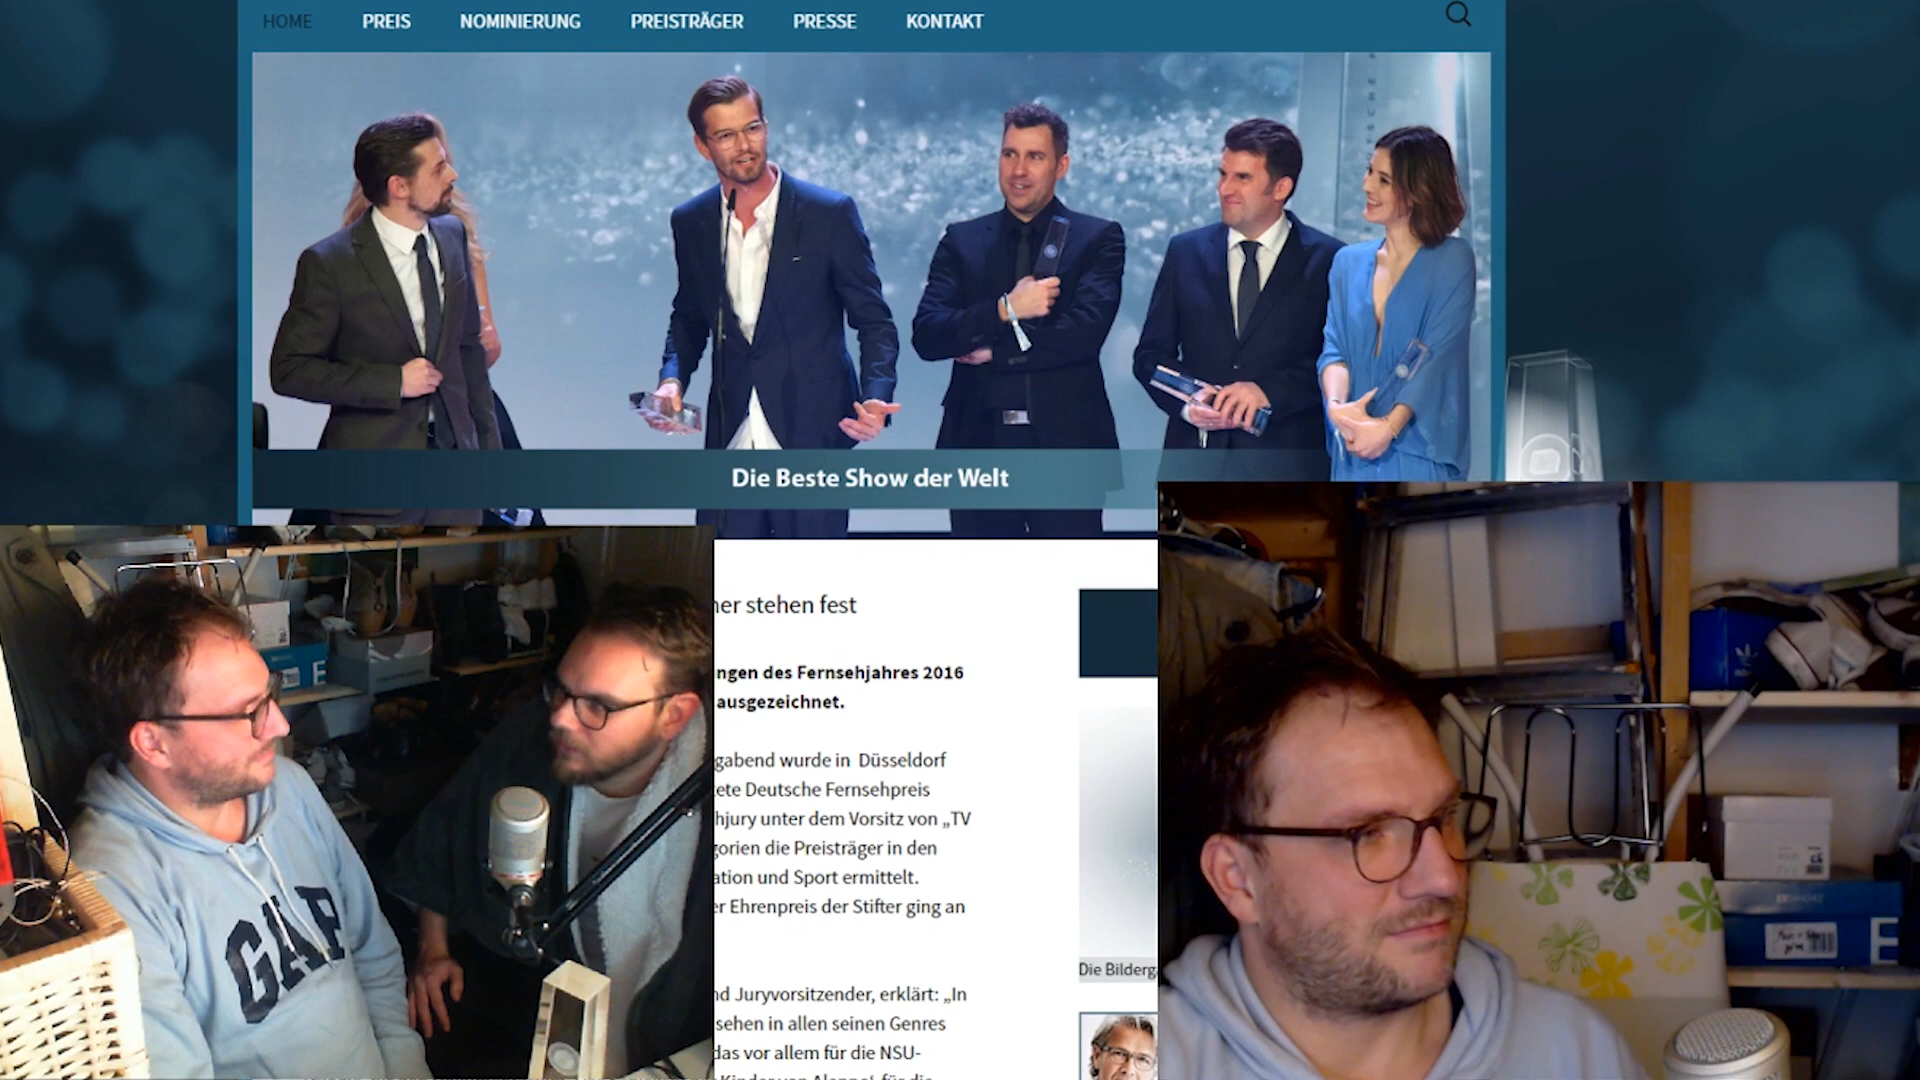 HOME PREIS NOMINIERUNG PREISTRÄGER PRESSE KONTAKT
Die Beste Show der Welt
ner stehen fest
ngen des Fernsehjahres 2016
ausgezeichnet.
gabend wurde in Düsseldorf
ete Deutsche Fernsehpreis
hjury unter dem Vorsitz von „TV
gorien die Preisträger in den
ation und Sport ermittelt.
er Ehrenpreis der Stifter ging an
Die Bilderg
nd Juryvorsitzender, erklärt: „In
sehen in allen seinen Genres
das vor allem für die NSU-
GAP
E
E